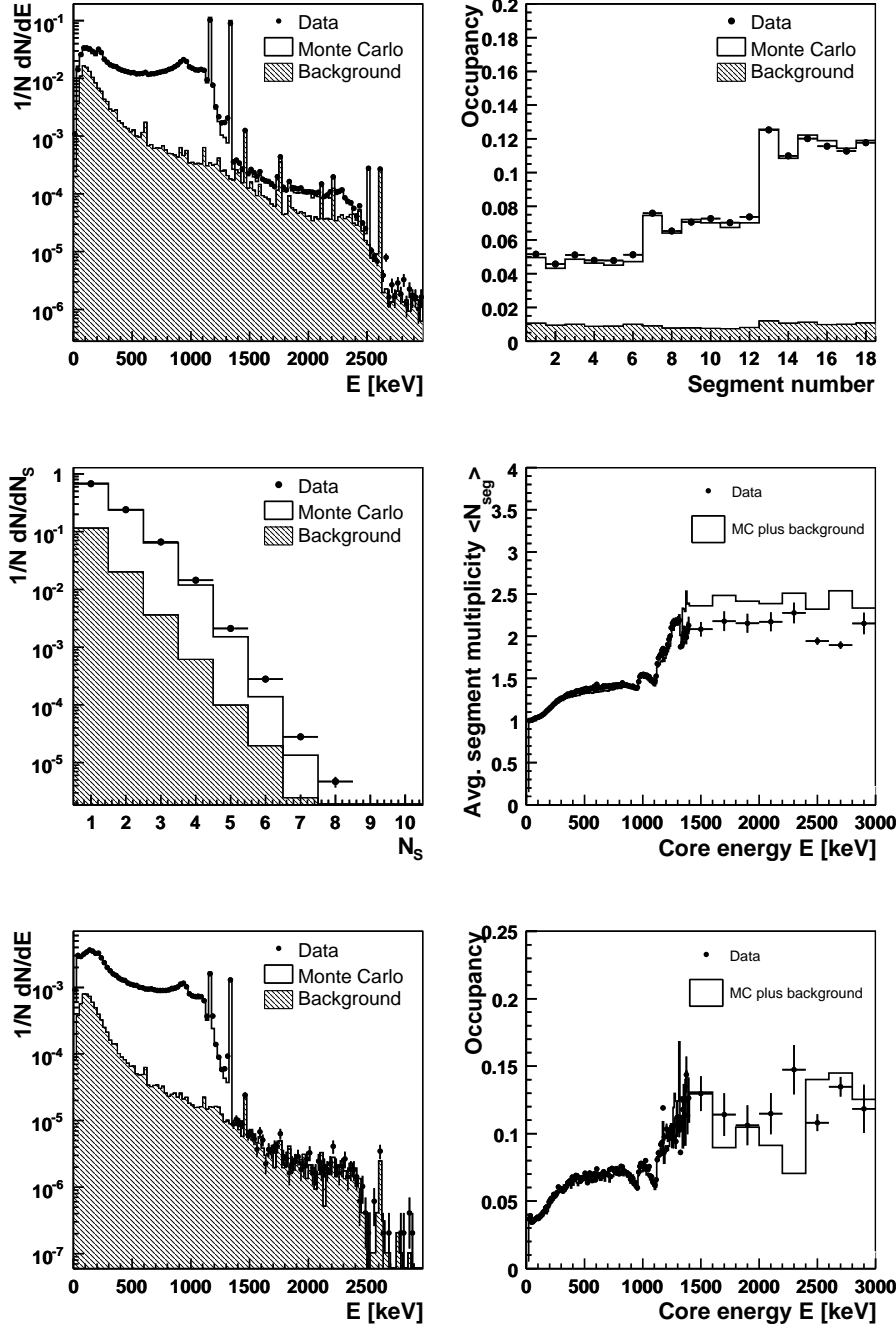 1/N dN/dE
10⁻¹
10⁻²
10⁻³
10⁻⁴
10⁻⁵
10⁻⁶
Data
Monte Carlo
Background
0 500 1000 1500 2000 2500
E [keV]
Occupancy
0.2
0.18
0.16
0.14
0.12
0.1
0.08
0.06
0.04
0.02
0
Data
Monte Carlo
Background
2 4 6 8 10 12 14 16 18
Segment number
1/N dN/dN_S
1
10⁻¹
10⁻²
10⁻³
10⁻⁴
10⁻⁵
Data
Monte Carlo
Background
1 2 3 4 5 6 7 8 9 10
N_S
Avg. segment multiplicity <N_seg>
4
3.5
3
2.5
2
1.5
1
0.5
0
Data
MC plus background
0 500 1000 1500 2000 2500 3000
Core energy E [keV]
1/N dN/dE
10⁻³
10⁻⁴
10⁻⁵
10⁻⁶
10⁻⁷
Data
Monte Carlo
Background
0 500 1000 1500 2000 2500
E [keV]
Occupancy
0.25
0.2
0.15
0.1
0.05
0
Data
MC plus background
0 500 1000 1500 2000 2500 3000
Core energy E [keV]